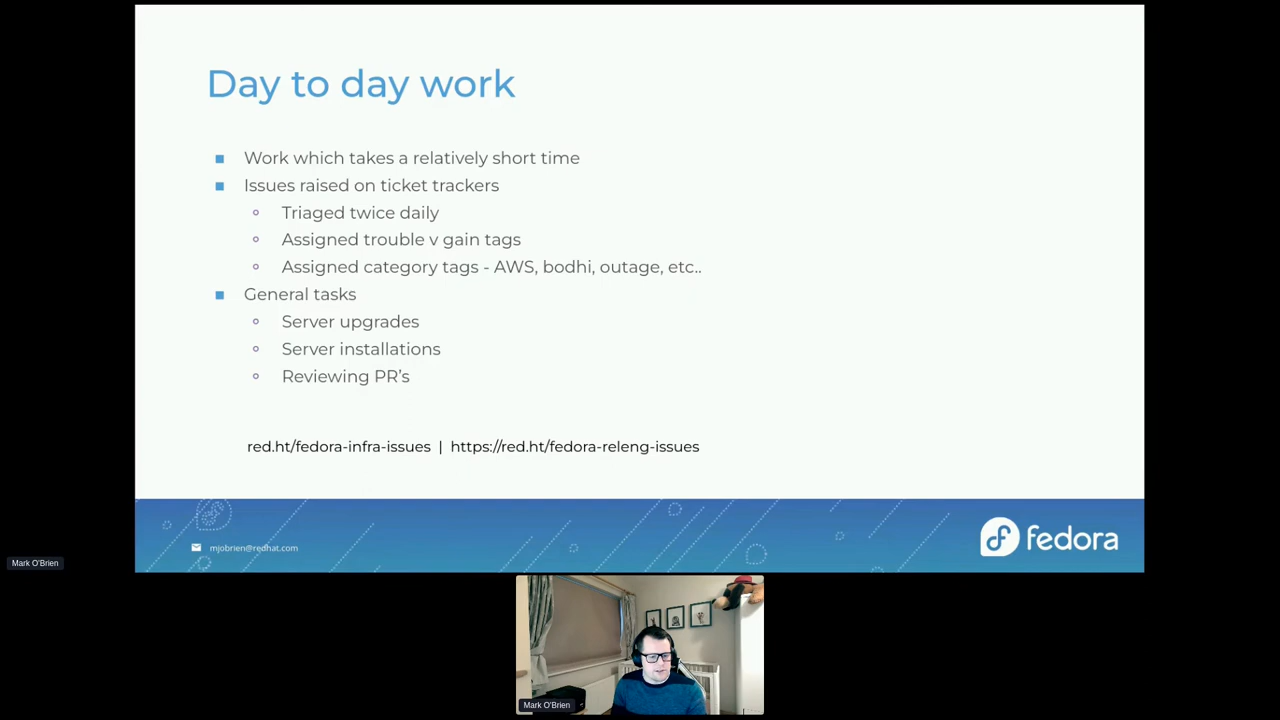 Day to day work
Work which takes a relatively short time
Issues raised on ticket trackers
Triaged twice daily
Assigned trouble v gain tags
Assigned category tags - AWS, bodhi, outage, etc..
General tasks
Server upgrades
Server installations
Reviewing PR's
red.ht/fedora-infra-issues | https://red.ht/fedora-releng-issues
mjobrien@redhat.com
fedora
Mark O'Brien
Mark O'Brien